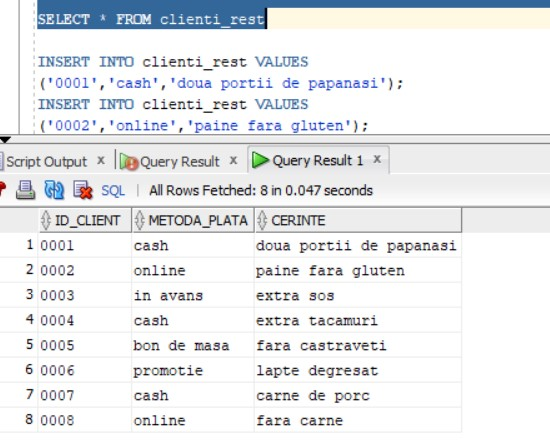 SELECT * FROM clienti_rest
INSERT INTO clienti_rest VALUES
('0001','cash','doua portii de papanasi');
INSERT INTO clienti_rest VALUES
('0002','online','paine fara gluten');
Script Output x Query Result x Query Result 1 x
SQL | All Rows Fetched: 8 in 0.047 seconds
ID_CLIENT METODA_PLATA CERINTE
1 0001 cash doua portii de papanasi
2 0002 online paine fara gluten
3 0003 in avans extra sos
4 0004 cash extra tacamuri
5 0005 bon de masa fara castraveti
6 0006 promotie lapte degresat
7 0007 cash carne de porc
8 0008 online fara carne